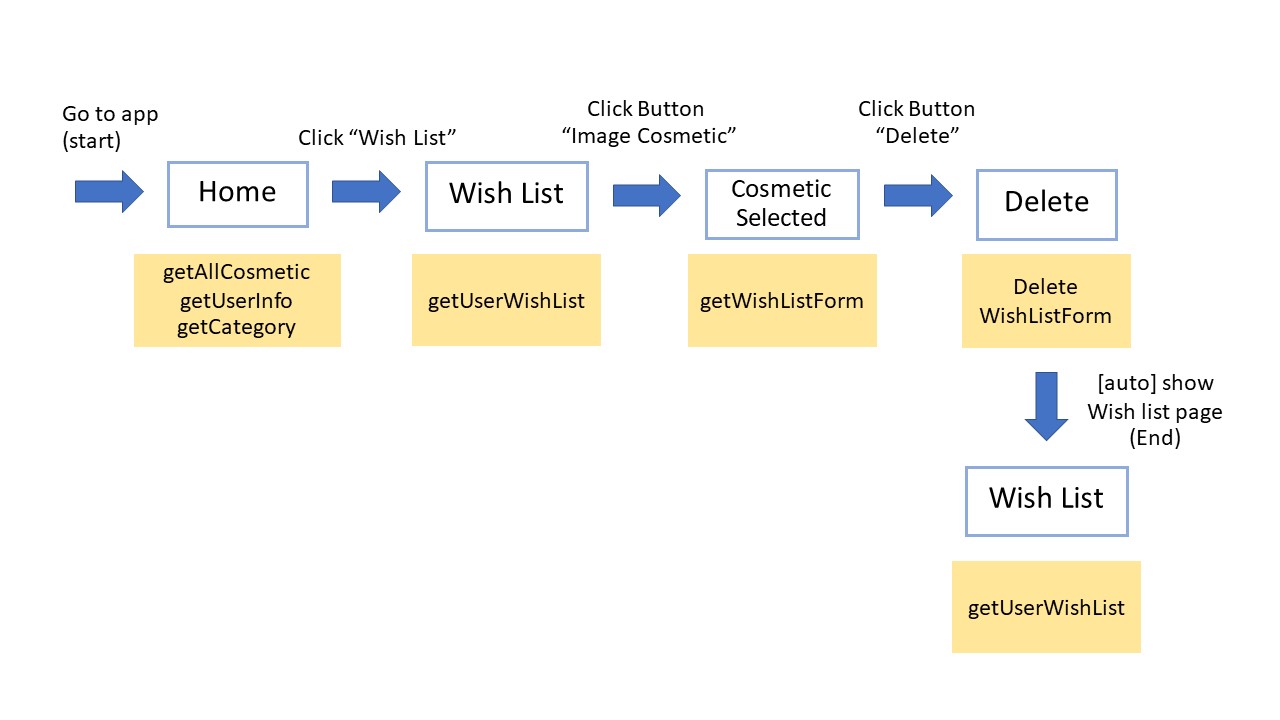 Go to app
(start)
Home
getAllCosmetic
getUserInfo
getCategory
Click “Wish List”
Wish List
getUserWishList
Click Button
“Image Cosmetic”
Cosmetic
Selected
getWishListForm
Click Button
“Delete”
Delete
Delete
WishListForm
[auto] show
Wish list page
(End)
Wish List
getUserWishList